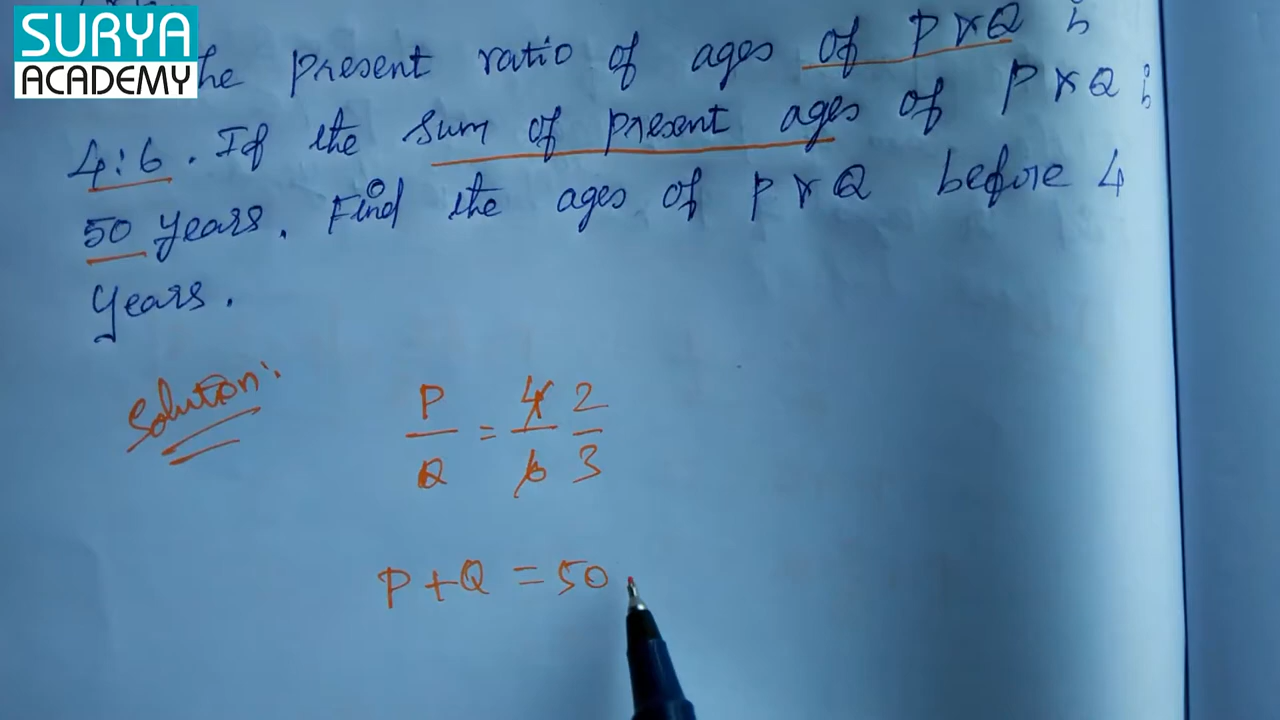 SURYA
ACADEMY
he present ratio of ages of P & Q is
4:6. If the sum of present ages of P & Q is
50 years. Find the ages of P & Q before 4
years.
Solution:
P/Q = 4/6 2/3
P+Q = 50